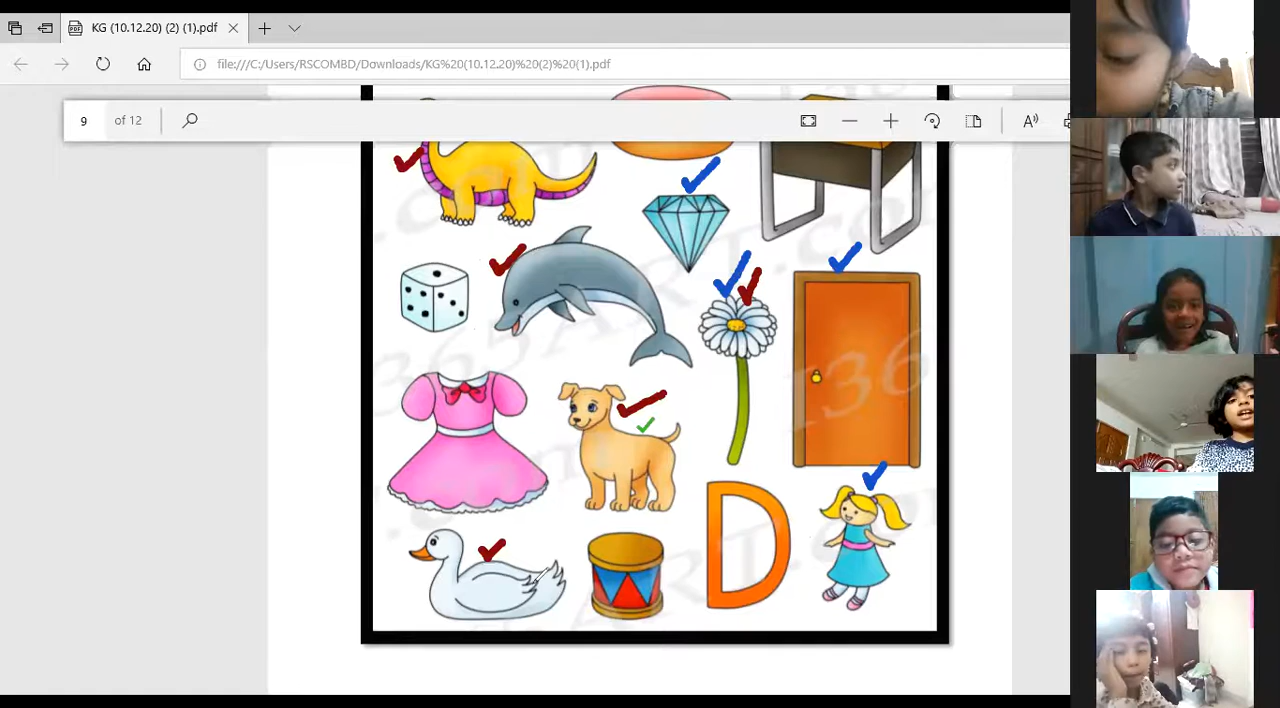 KG (10.12.20) (2) (1).pdf
file:///C:/Users/RSCOMBD/Downloads/KG%20(10.12.20)%20(2)%20(1).pdf
9 of 12
D